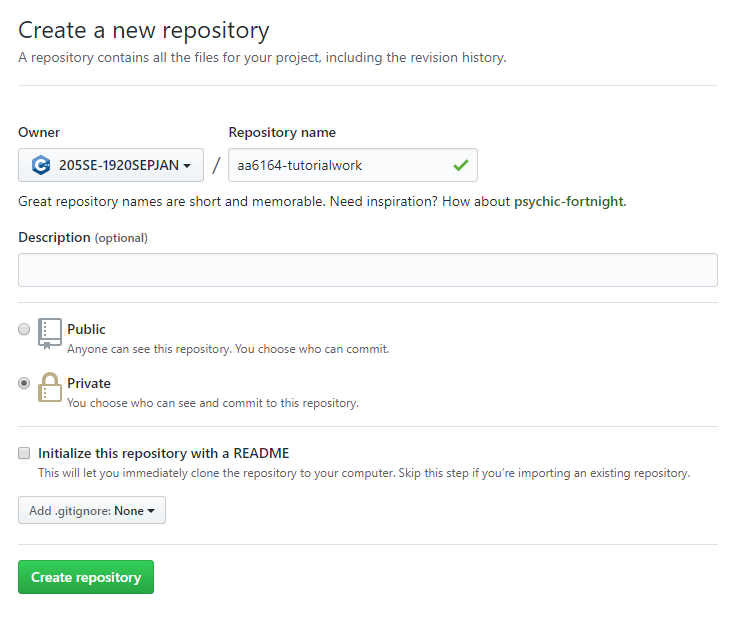 Create a new repository
A repository contains all the files for your project, including the revision history.
Owner Repository name
205SE-1920SEPJAN / aa6164-tutorialwork
Great repository names are short and memorable. Need inspiration? How about psychic-fortnight.
Description (optional)
Public
Anyone can see this repository. You choose who can commit.
Private
You choose who can see and commit to this repository.
Initialize this repository with a README
This will let you immediately clone the repository to your computer. Skip this step if you’re importing an existing repository.
Add .gitignore: None
Create repository